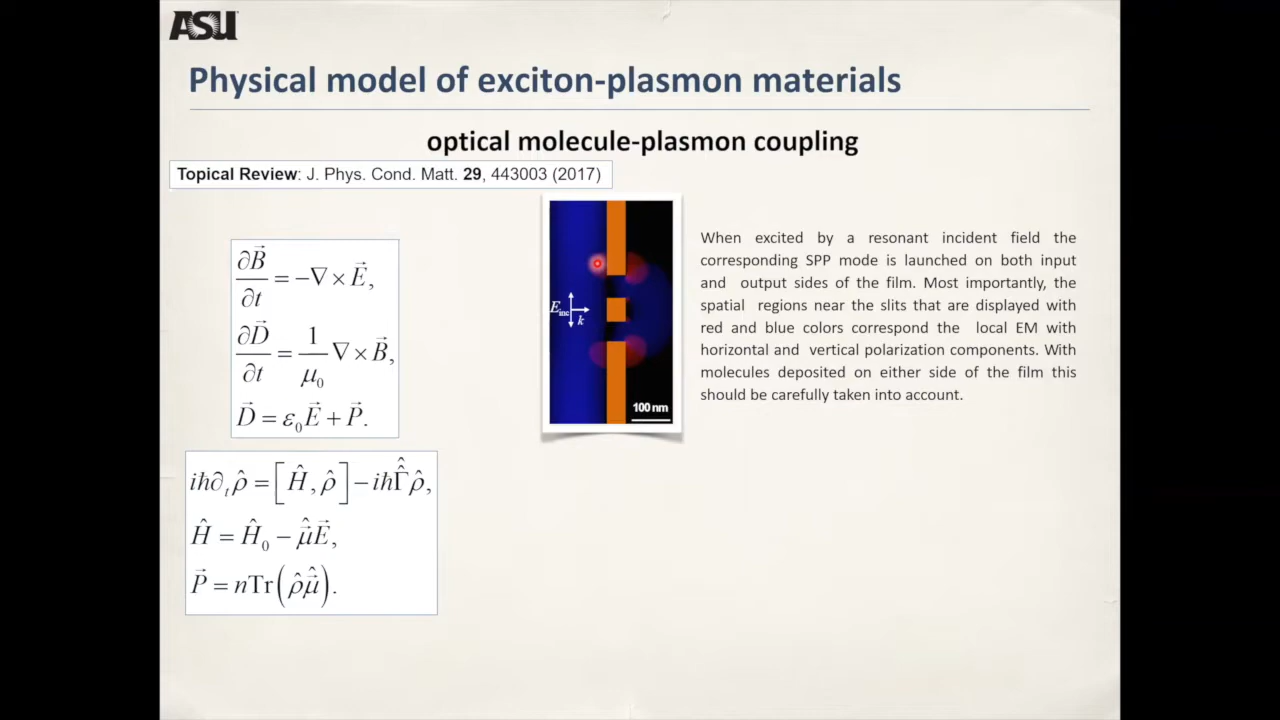 ASU
Physical model of exciton-plasmon materials
optical molecule-plasmon coupling
Topical Review: J. Phys. Cond. Matt. 29, 443003 (2017)
∂B⃗/∂t = −∇ × E⃗,
∂D⃗/∂t = 1/μ₀ ∇ × B⃗,
D⃗ = ε₀E⃗ + P⃗.
iħ∂ₜρ̂ = [Ĥ, ρ̂] − iħΓ̂̂ρ̂,
Ĥ = Ĥ₀ − μ⃗̂E⃗,
P⃗ = nTr(ρ̂μ⃗̂).
E_inc
k
100 nm
When excited by a resonant incident field the
corresponding SPP mode is launched on both input
and output sides of the film. Most importantly, the
spatial regions near the slits that are displayed with
red and blue colors correspond the local EM with
horizontal and vertical polarization components. With
molecules deposited on either side of the film this
should be carefully taken into account.